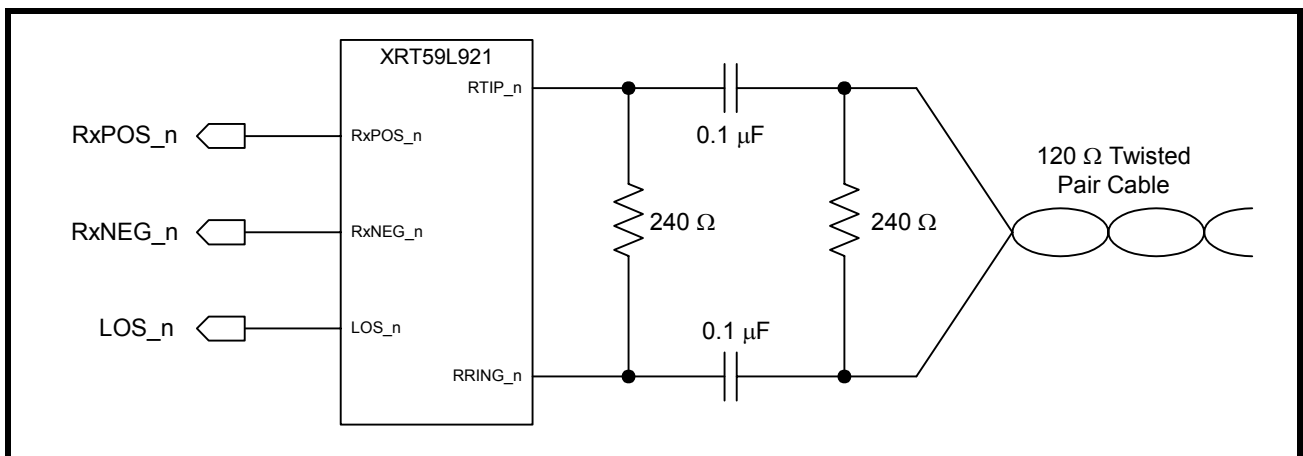 XRT59L921
RTIP_n
RxPOS_n
RxPOS_n
0.1 µF
120 Ω Twisted
Pair Cable
240 Ω
240 Ω
RxNEG_n
RxNEG_n
LOS_n
LOS_n
0.1 µF
RRING_n